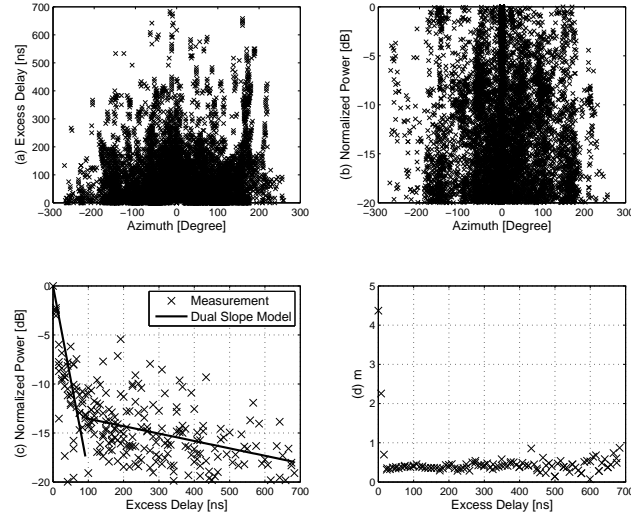 700
600
500
400
300
200
100
0
(a) Excess Delay [ns]
−300 −200 −100 0 100 200 300
Azimuth [Degree]
0
−5
−10
−15
−20
(b) Normalized Power [dB]
−300 −200 −100 0 100 200 300
Azimuth [Degree]
0
−5
−10
−15
−20
(c) Normalized Power [dB]
Measurement
Dual Slope Model
0 100 200 300 400 500 600 700
Excess Delay [ns]
5
4
3
2
1
0
(d) m
0 100 200 300 400 500 600 700
Excess Delay [ns]